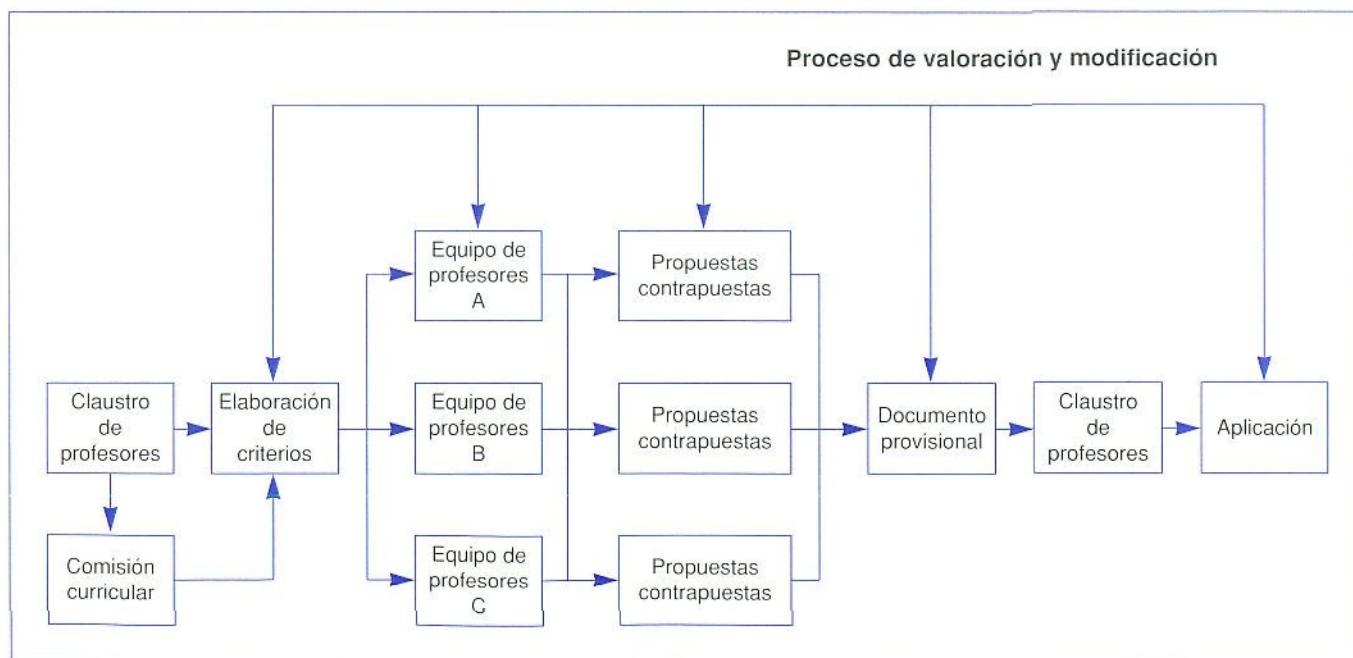 Proceso de valoración y modificación
Equipo de
profesores
A
Propuestas
contrapuestas
Claustro
de
profesores
Elaboración
de
criterios
Equipo de
profesores
B
Propuestas
contrapuestas
Documento
provisional
Claustro
de
profesores
Aplicación
Comisión
curricular
Equipo de
profesores
C
Propuestas
contrapuestas